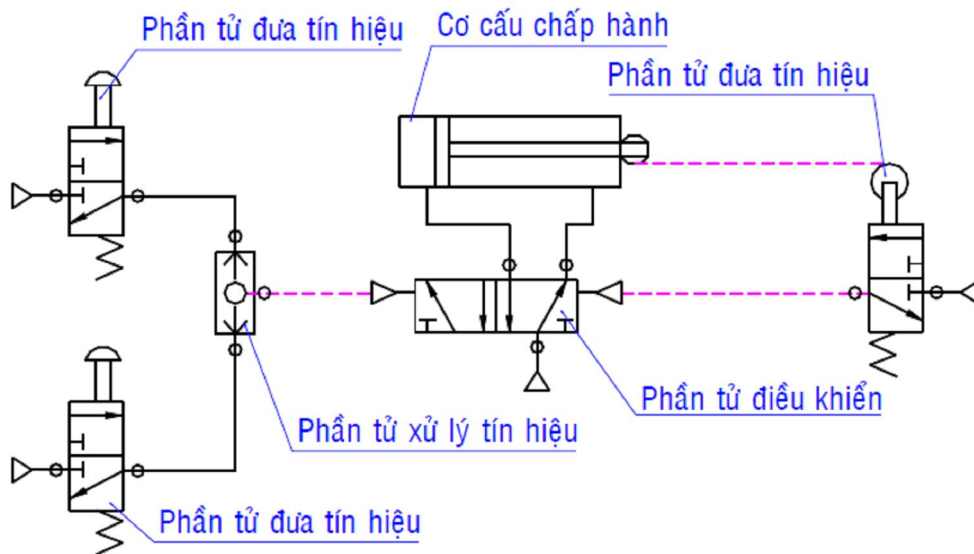 Phần tử đưa tín hiệu
Cơ cấu chấp hành
Phần tử đưa tín hiệu
Phần tử điều khiển
Phần tử xử lý tín hiệu
Phần tử đưa tín hiệu